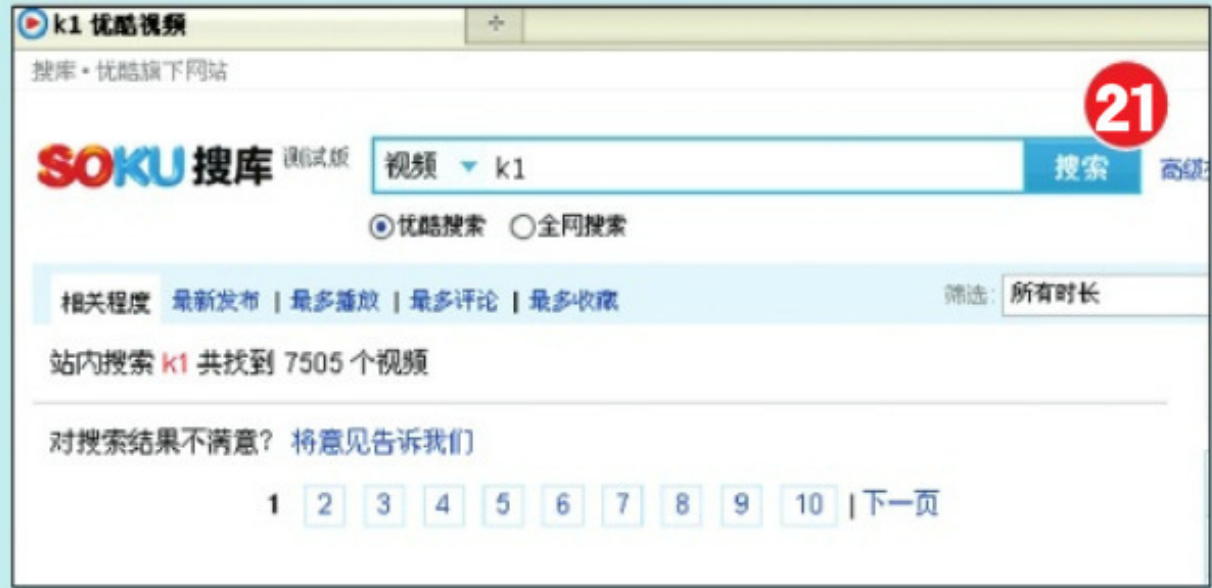 k1 优酷视频
搜库·优酷旗下网站
21
SOKU 搜库 测试版 视频 k1 搜索 高级
优酷搜索 全网搜索
相关程度 最新发布 | 最多播放 | 最多评论 | 最多收藏 筛选: 所有时长
站内搜索 k1 共找到 7505 个视频
对搜索结果不满意? 将意见告诉我们
1 2 3 4 5 6 7 8 9 10 | 下一页